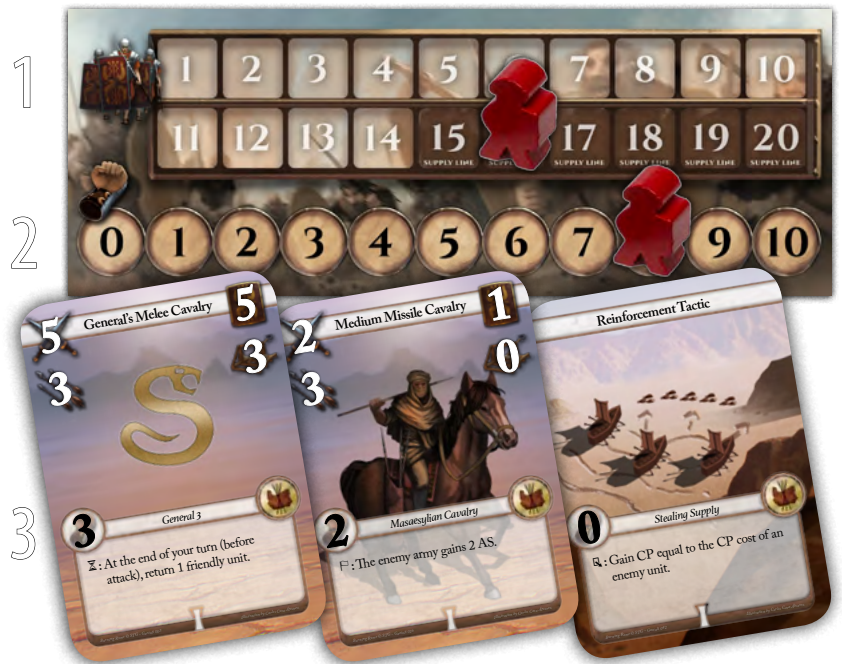 1
1 2 3 4 5 7 8 9 10
11 12 13 14 15 17 18 19 20
SUPPLY LINE SUPPLY LINE SUPPLY LINE SUPPLY LINE SUPPLY LINE
2
0 1 2 3 4 5 6 7 9 10
3
General's Melee Cavalry
5 5
3 3
General 3
3
: At the end of your turn (before
attack), return 1 friendly unit.
Medium Missile Cavalry
2 1
3 0
Masaesylian Cavalry
2
: The enemy army gains 2 AS.
Reinforcement Tactic
Stealing Supply
0
: Gain CP equal to the CP cost of an
enemy unit.